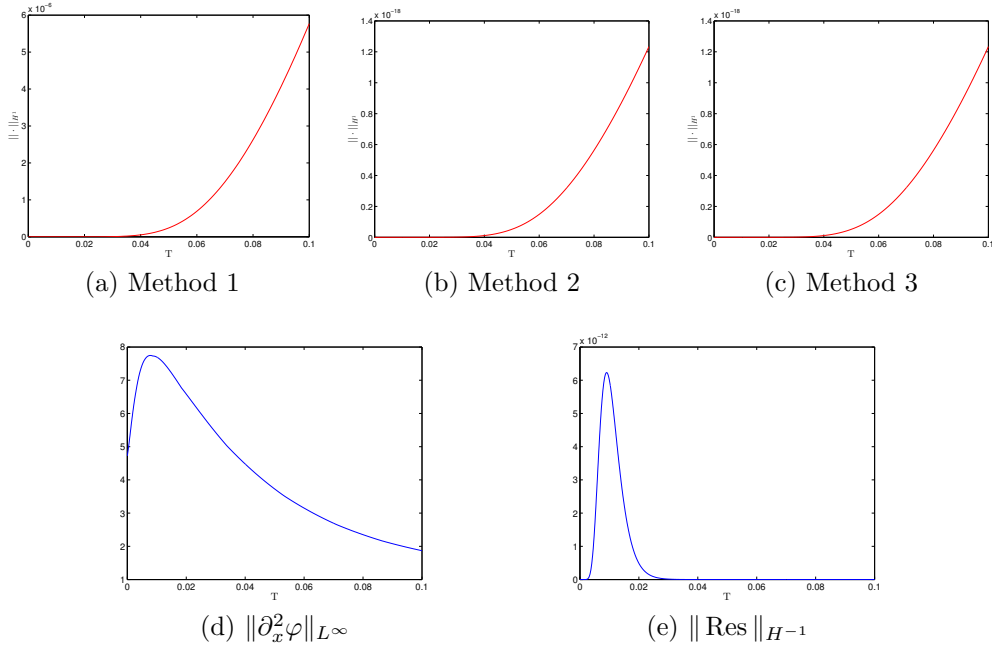 x 10⁻⁶
6
5
4
3
2
1
0
0 0.02 0.04 0.06 0.08 0.1
|| · ||_{H¹}
T
(a) Method 1
x 10⁻¹⁸
1.4
1.2
1
0.8
0.6
0.4
0.2
0
0 0.02 0.04 0.06 0.08 0.1
|| · ||_{H¹}
T
(b) Method 2
x 10⁻¹⁸
1.4
1.2
1
0.8
0.6
0.4
0.2
0
0 0.02 0.04 0.06 0.08 0.1
|| · ||_{H¹}
T
(c) Method 3
8
7
6
5
4
3
2
1
0 0.02 0.04 0.06 0.08 0.1
T
(d) ‖∂ₓ²φ‖_{L^∞}
x 10⁻¹²
7
6
5
4
3
2
1
0
0 0.02 0.04 0.06 0.08 0.1
T
(e) ‖ Res ‖_{H⁻¹}